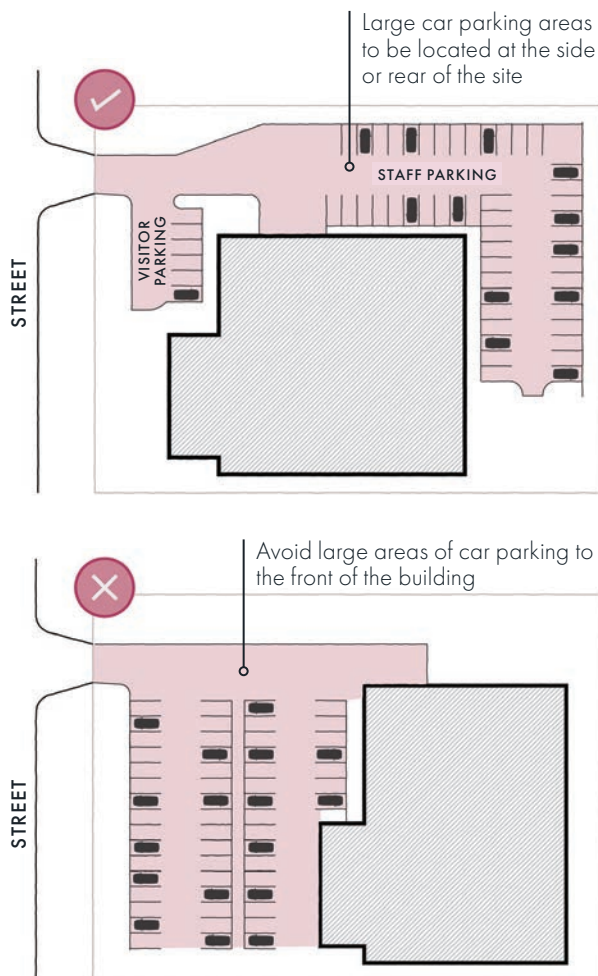 Large car parking areas
to be located at the side
or rear of the site
STAFF PARKING
VISITOR
PARKING
STREET
Avoid large areas of car parking to
the front of the building
STREET